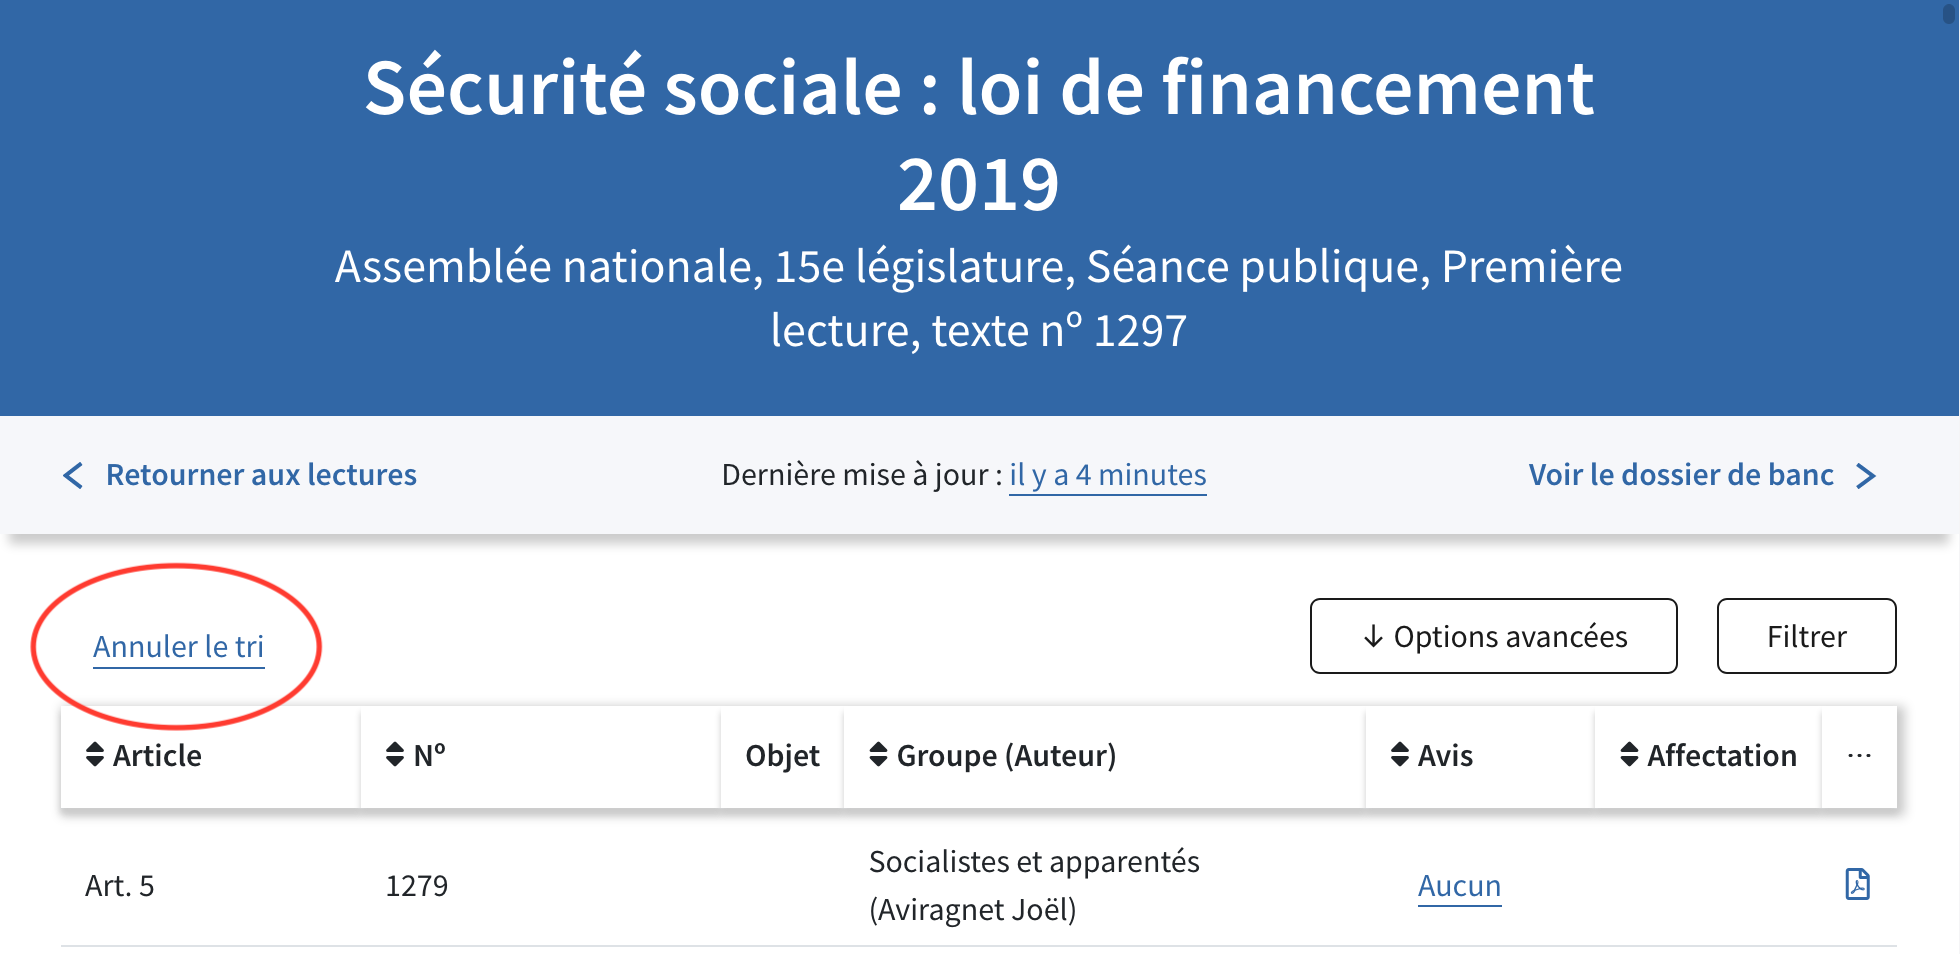 Sécurité sociale : loi de financement
2019
Assemblée nationale, 15e législature, Séance publique, Première
lecture, texte nº 1297
Retourner aux lectures
Dernière mise à jour : il y a 4 minutes
Voir le dossier de banc
Annuler le tri
↓ Options avancées
Filtrer
Article
Nº
Objet
Groupe (Auteur)
Avis
Affectation
...
Art. 5
1279
Socialistes et apparentés
(Aviragnet Joël)
Aucun